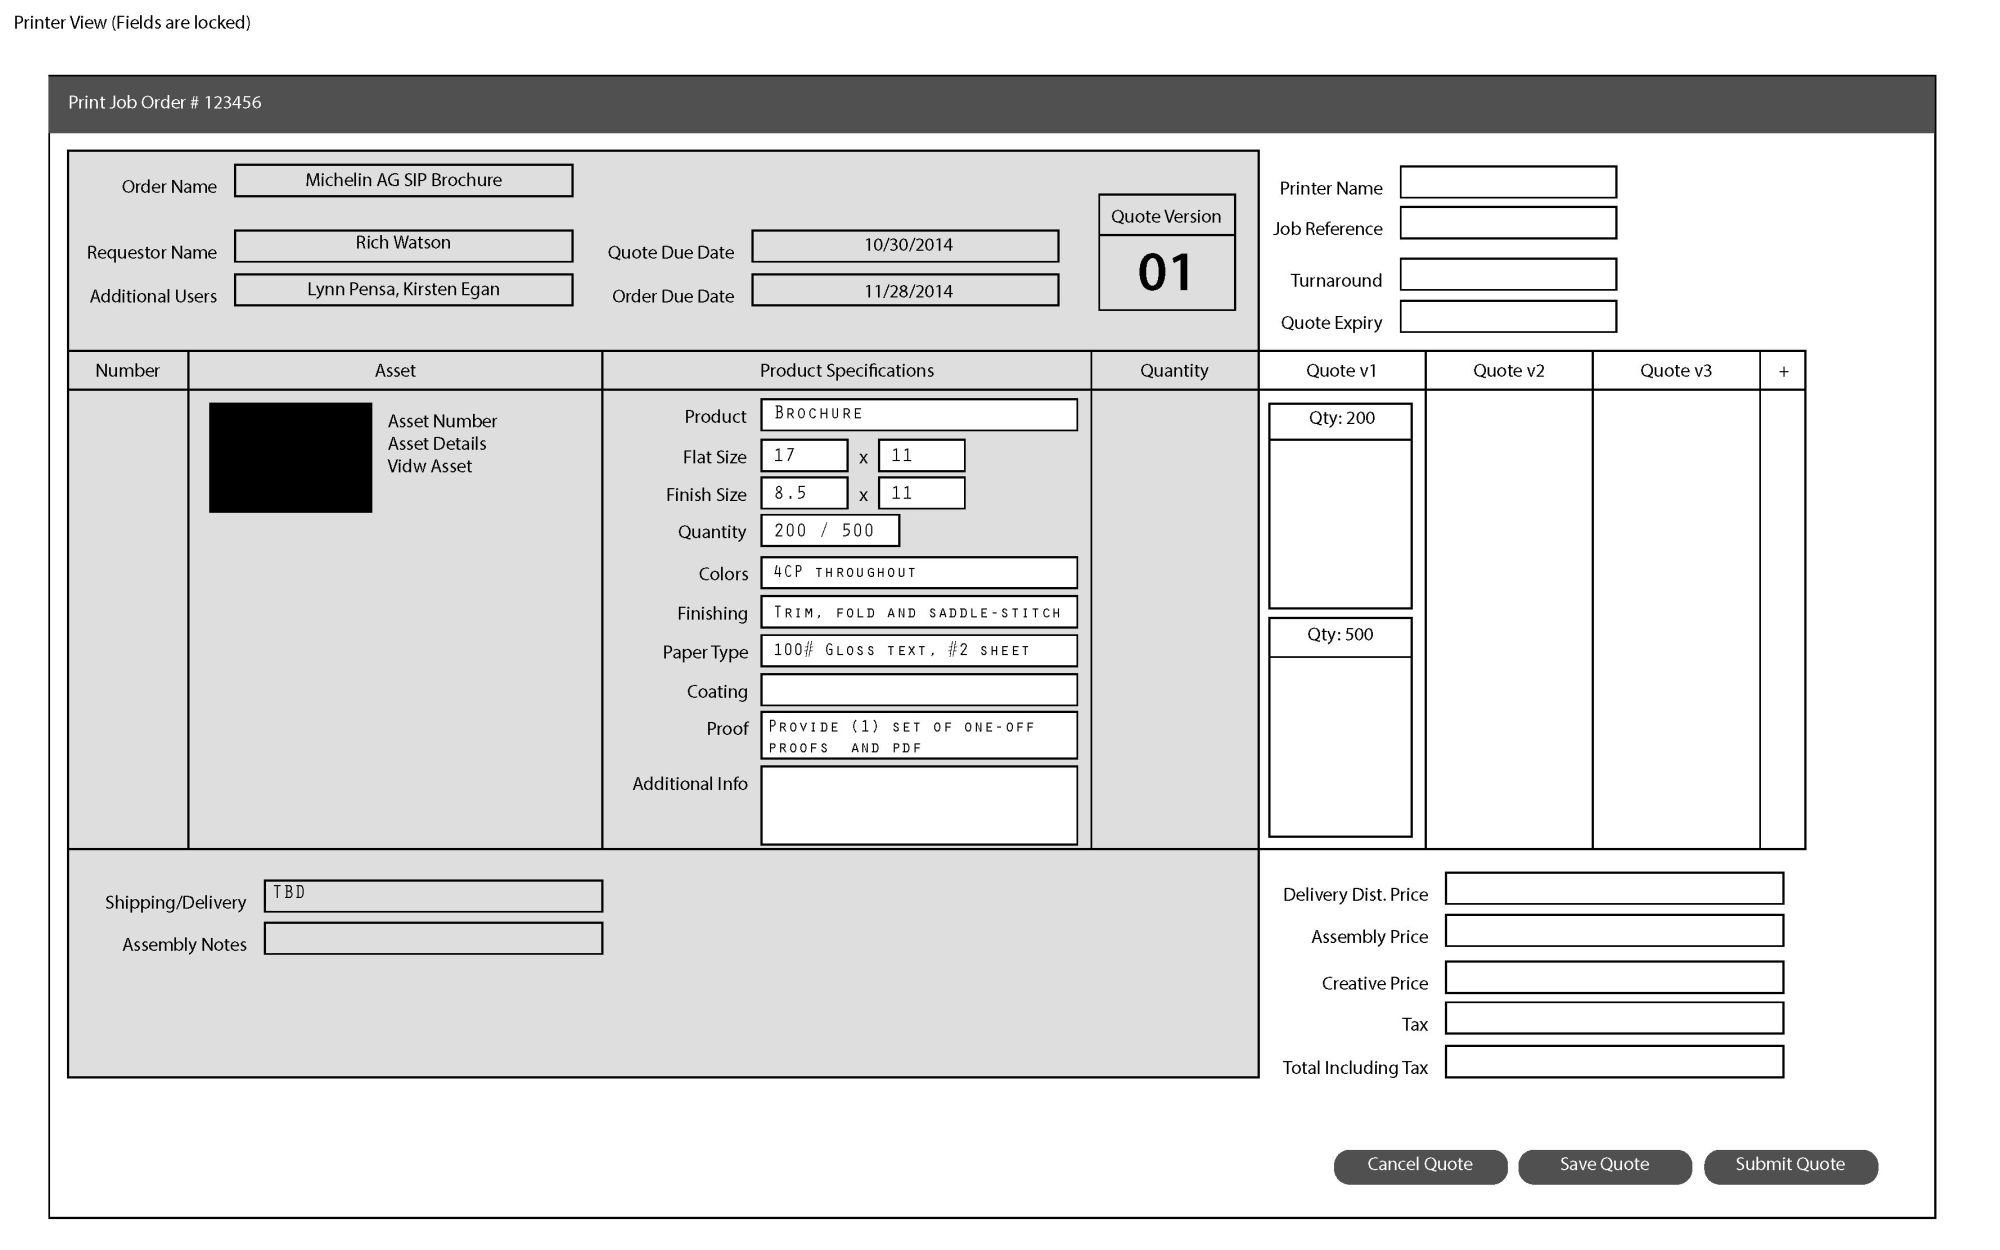 Printer View (Fields are locked)
Print Job Order # 123456
Order Name Michelin AG SIP Brochure
Requestor Name Rich Watson
Additional Users Lynn Pensa, Kirsten Egan
Quote Due Date 10/30/2014
Order Due Date 11/28/2014
Quote Version
01
Printer Name
Job Reference
Turnaround
Quote Expiry
Number Asset Product Specifications Quantity Quote v1 Quote v2 Quote v3 +
Asset Number
Asset Details
Vidw Asset
Product BROCHURE
Flat Size 17 x 11
Finish Size 8.5 x 11
Quantity 200 / 500
Colors 4CP THROUGHOUT
Finishing TRIM, FOLD AND SADDLE-STITCH
Paper Type 100# GLOSS TEXT, #2 SHEET
Coating
Proof PROVIDE (1) SET OF ONE-OFF
PROOFS AND PDF
Additional Info
Qty: 200
Qty: 500
Shipping/Delivery TBD
Assembly Notes
Delivery Dist. Price
Assembly Price
Creative Price
Tax
Total Including Tax
Cancel Quote Save Quote Submit Quote